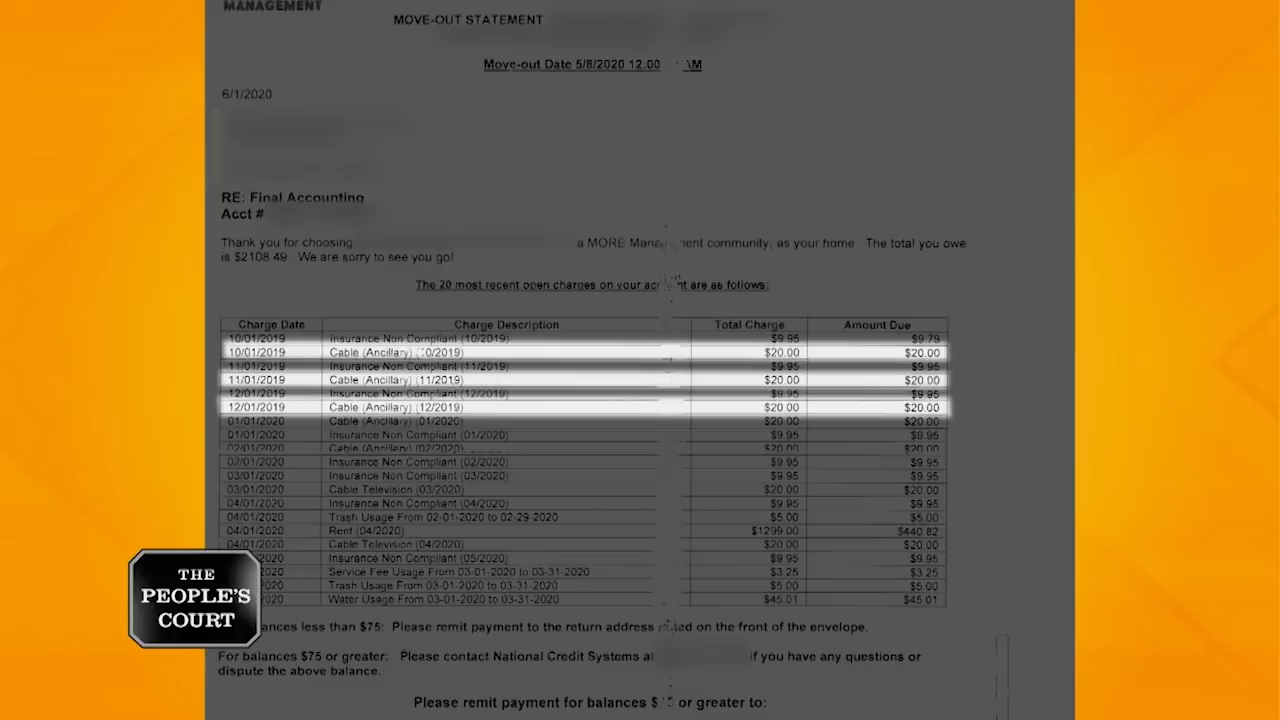 MANAGEMENT
MOVE-OUT STATEMENT
Move-out Date 5/8/2020 12:00 AM
6/1/2020
RE: Final Accounting
Acct #
Thank you for choosing a MORE Management community, as your home The total you owe
is $2108.49 We are sorry to see you go!
The 20 most recent open charges on your account are as follows:
Charge Date Charge Description Total Charge Amount Due
10/01/2019 Insurance Non Compliant (10/2019) $9.95 $9.79
10/01/2019 Cable (Ancillary) (10/2019) $20.00 $20.00
11/01/2019 Insurance Non Compliant (11/2019) $9.95 $9.95
11/01/2019 Cable (Ancillary) (11/2019) $20.00 $20.00
12/01/2019 Insurance Non Compliant (12/2019) $9.95 $9.95
12/01/2019 Cable (Ancillary) (12/2019) $20.00 $20.00
01/01/2020 Cable (Ancillary) (01/2020) $20.00 $20.00
01/01/2020 Insurance Non Compliant (01/2020) $9.95 $9.95
02/01/2020 Cable (Ancillary) (02/2020) $20.00 $20.00
02/01/2020 Insurance Non Compliant (02/2020) $9.95 $9.95
03/01/2020 Insurance Non Compliant (03/2020) $9.95 $9.95
03/01/2020 Cable Television (03/2020) $20.00 $20.00
04/01/2020 Insurance Non Compliant (04/2020) $9.95 $9.95
04/01/2020 Trash Usage From 02-01-2020 to 02-29-2020 $5.00 $5.00
04/01/2020 Rent (04/2020) $1299.00 $440.82
04/01/2020 Cable Television (04/2020) $20.00 $20.00
2020 Insurance Non Compliant (05/2020) $9.95 $9.95
2020 Service Fee Usage From 03-01-2020 to 03-31-2020 $3.25 $3.25
2020 Trash Usage From 03-01-2020 to 03-31-2020 $5.00 $5.00
2020 Water Usage From 03-01-2020 to 03-31-2020 $45.01 $45.01
ances less than $75: Please remit payment to the return address noted on the front of the envelope.
For balances $75 or greater: Please contact National Credit Systems at if you have any questions or
dispute the above balance.
Please remit payment for balances $75 or greater to:
THE
PEOPLE'S
COURT